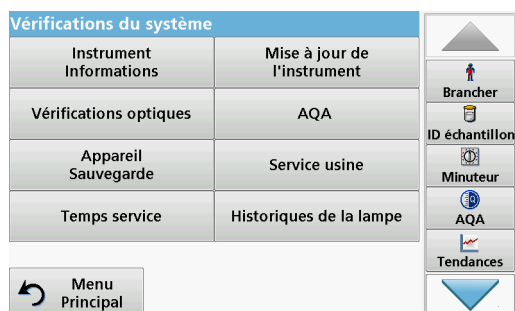 Vérifications du système
Instrument
Informations
Mise à jour de
l'instrument
Vérifications optiques
AQA
Appareil
Sauvegarde
Service usine
Temps service
Historiques de la lampe
Menu
Principal
Brancher
ID échantillon
Minuteur
AQA
Tendances